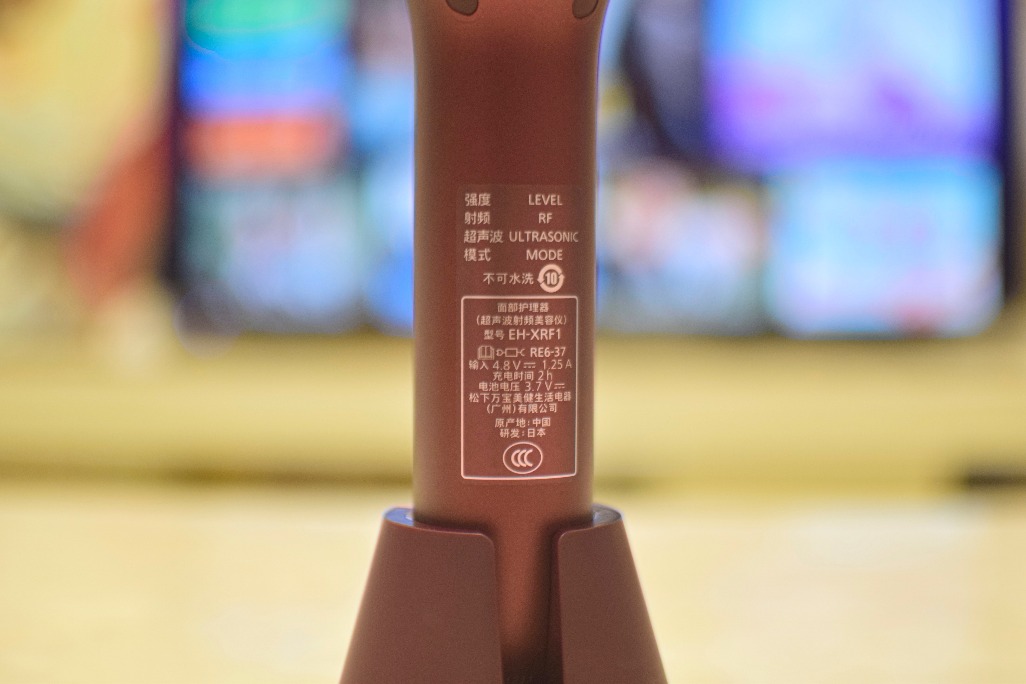 强度 LEVEL
射频 RF
超声波 ULTRASONIC
模式 MODE
不可水洗 10
面部护理器
(超声波射频美容仪)
型号 EH-XRF1
RE6-37
输入 4.8V⎓ 1.25A
充电时间 2h
电池电压 3.7V⎓
松下万宝美健生活电器
(广州)有限公司
原产地:中国
研发:日本
CCC